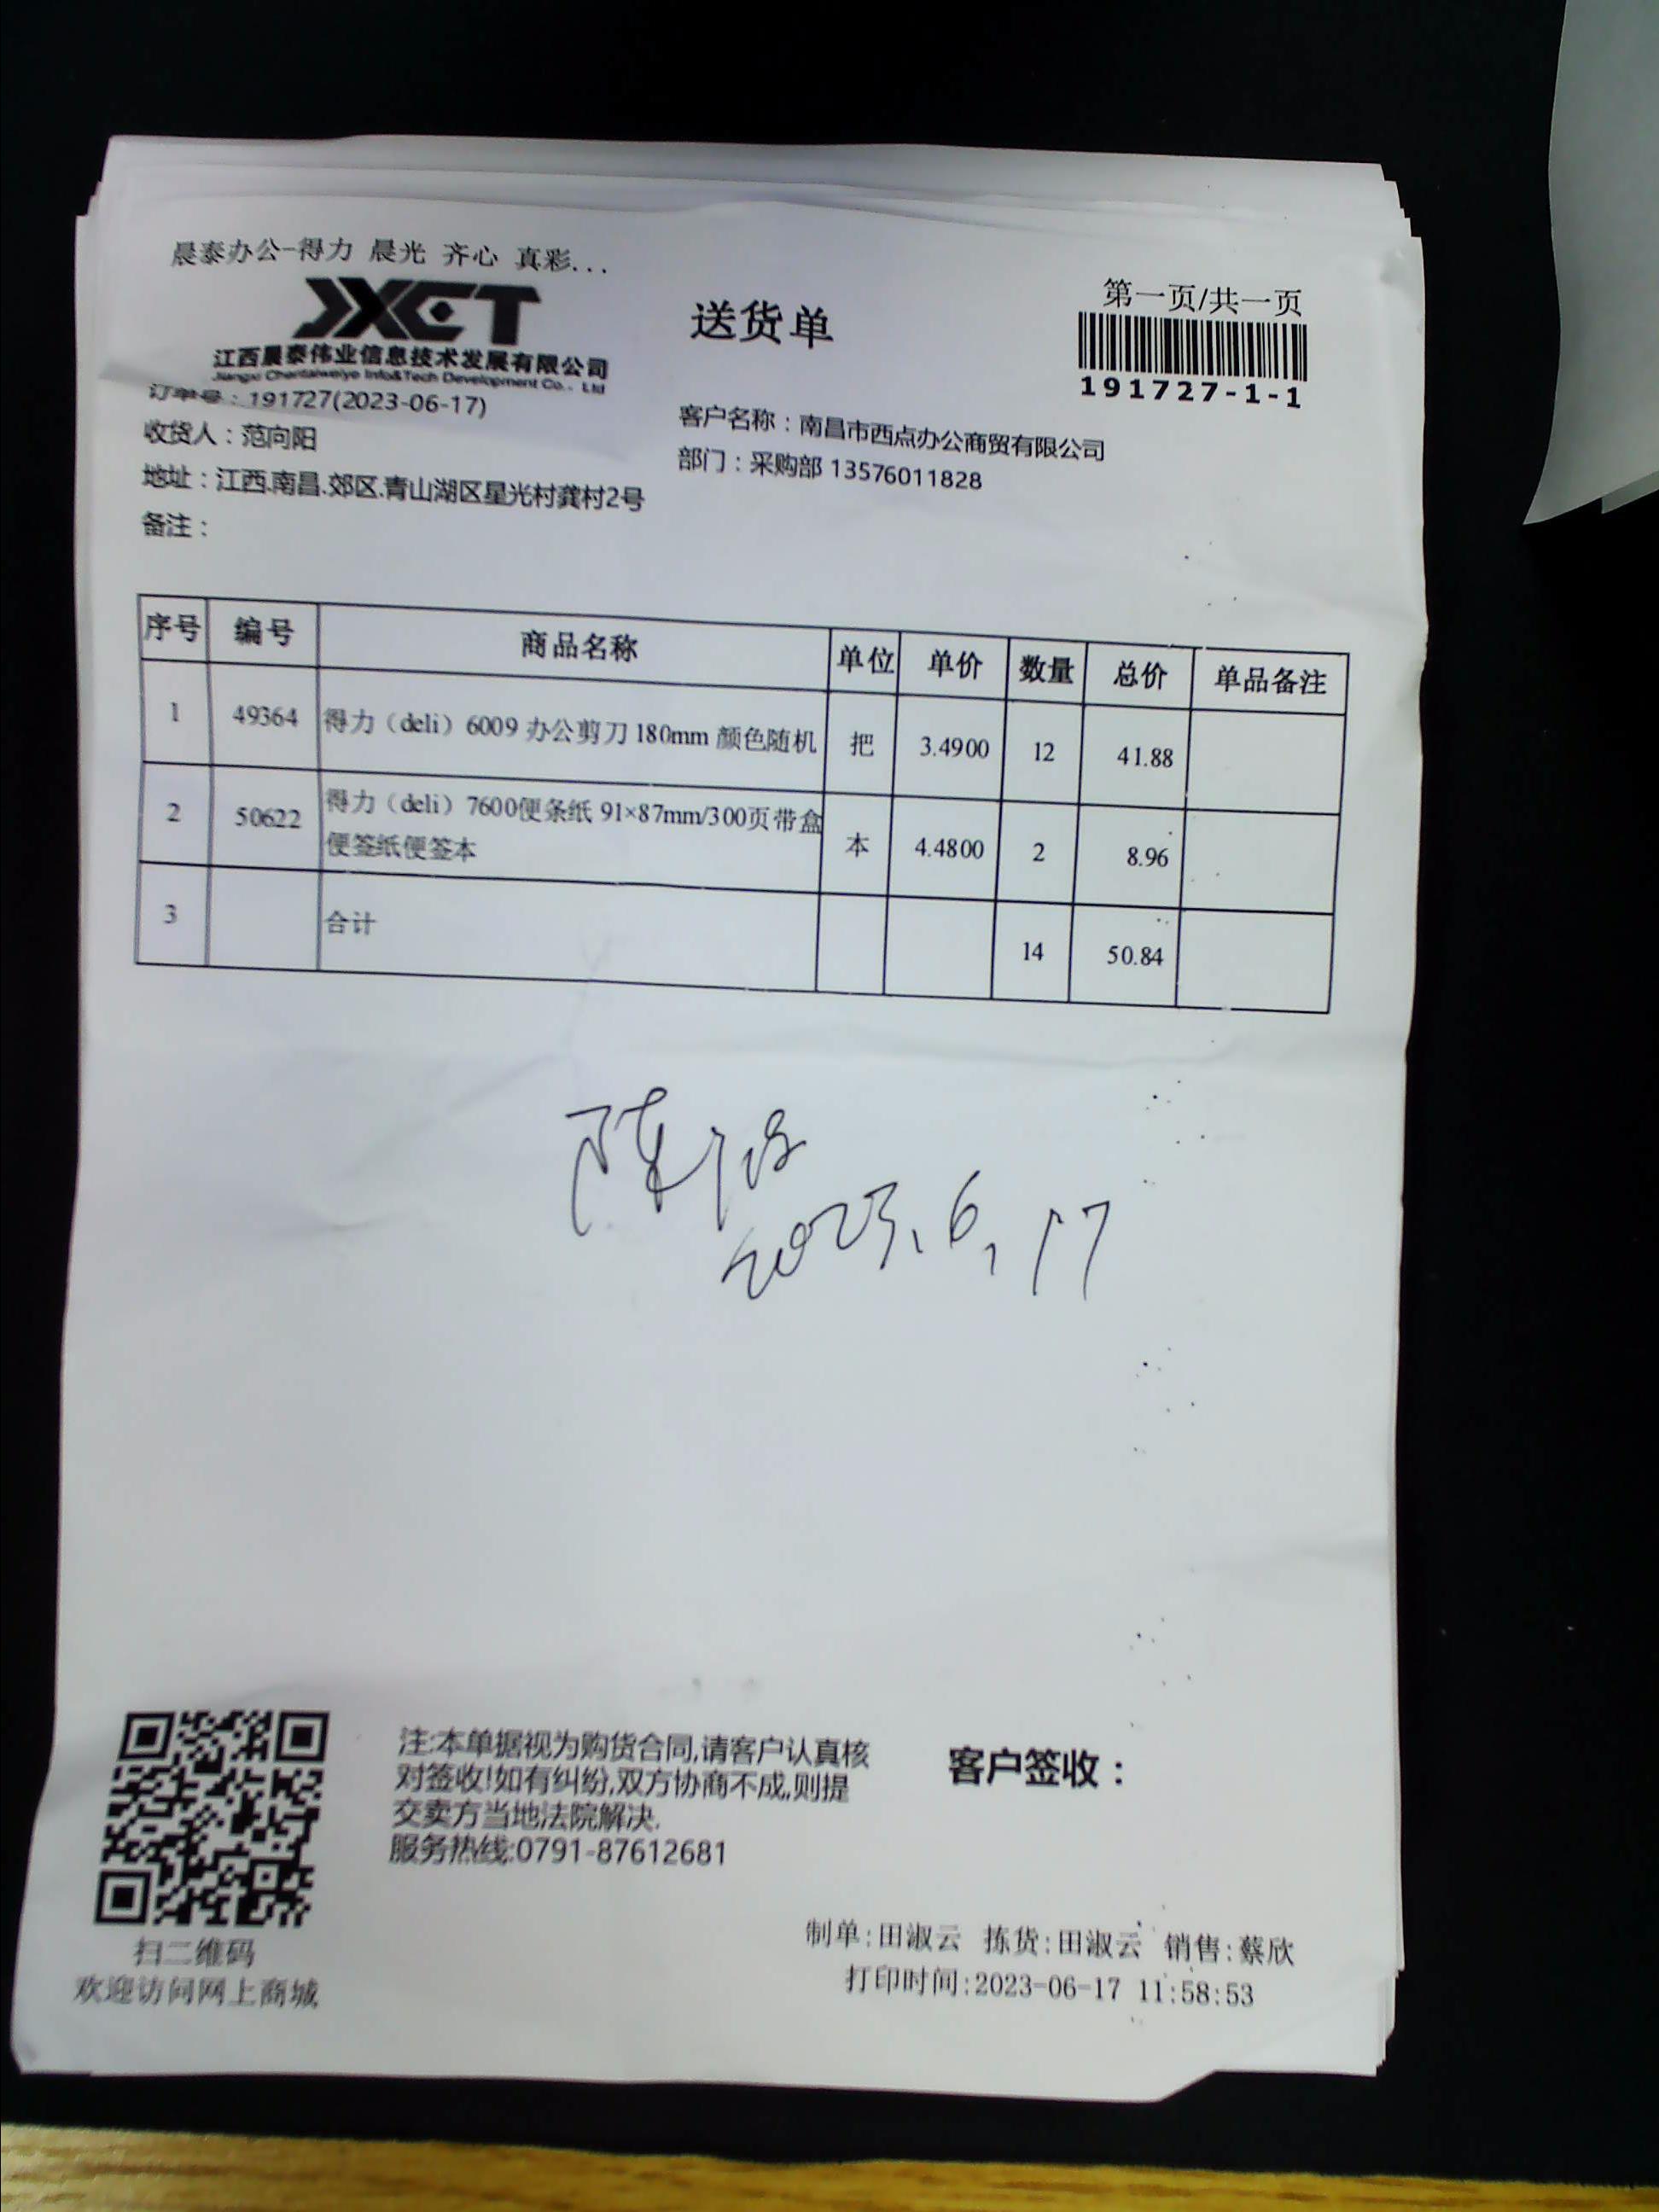 晨泰办公-得力 晨光 齐心 真彩...
JXCT
江西晨泰伟业信息技术发展有限公司
Jiangxi Chentaiweiye Info&Tech Development Co., Ltd
送货单
第一页/共一页
191727-1-1
订单号：191727(2023-06-17)
客户名称：南昌市西点办公商贸有限公司
收货人：范向阳
部门：采购部 13576011828
地址：江西.南昌.郊区.青山湖区星光村龚村2号
备注：
序号 编号 商品名称 单位 单价 数量 总价 单品备注
1 49364 得力（deli）6009 办公剪刀 180mm 颜色随机 把 3.4900 12 41.88
2 50622 得力（deli）7600便条纸 91×87mm/300页带盒 本 4.4800 2 8.96
便签纸便签本
3 合计 14 50.84
陈
2023.6.17
注:本单据视为购货合同,请客户认真核
对签收!如有纠纷,双方协商不成,则提
交卖方当地法院解决.
服务热线:0791-87612681
客户签收：
扫二维码
欢迎访问网上商城
制单:田淑云 拣货:田淑云 销售:蔡欣
打印时间:2023-06-17 11:58:53